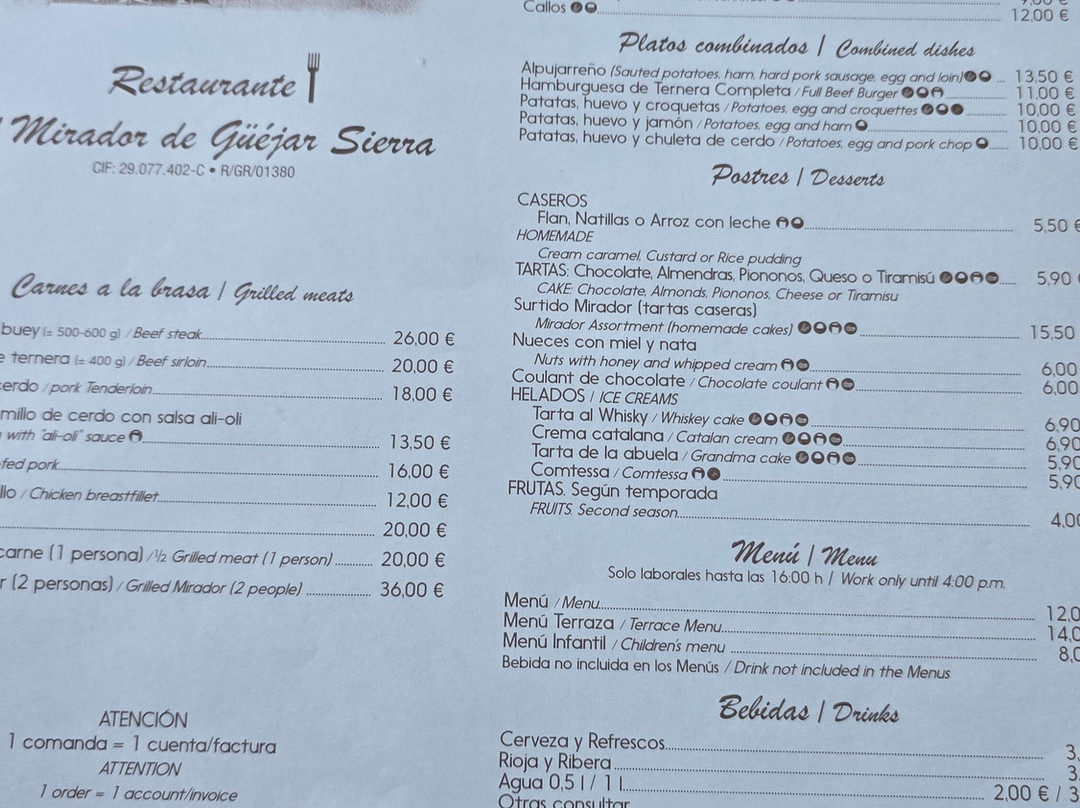 Restaurante
Mirador de Güéjar Sierra
CIF: 29.077.402-C • R/GR/01380
Carnes a la brasa / Grilled meats
buey (± 500-600 g) / Beef steak 26,00 €
ternera (± 400 g) / Beef sirloin 20,00 €
cerdo / pork Tenderloin 18,00 €
millo de cerdo con salsa ali-oli
with "ali-oli" sauce 13,50 €
-fed pork 16,00 €
llo / Chicken breastfillet 12,00 €
20,00 €
carne (1 persona) / ½ Grilled meat (1 person) 20,00 €
r (2 personas) / Grilled Mirador (2 people) 36,00 €
ATENCIÓN
1 comanda = 1 cuenta/factura
ATTENTION
1 order = 1 account/invoice
Callos 12,00 €
Platos combinados / Combined dishes
Alpujarreño (Sauted potatoes, ham, hard pork sausage, egg and loin) 13,50 €
Hamburguesa de Ternera Completa / Full Beef Burger 11,00 €
Patatas, huevo y croquetas / Potatoes, egg and croquettes 10,00 €
Patatas, huevo y jamón / Potatoes, egg and ham 10,00 €
Patatas, huevo y chuleta de cerdo / Potatoes, egg and pork chop 10,00 €
Postres / Desserts
CASEROS
Flan, Natillas o Arroz con leche 5,50 €
HOMEMADE
Cream caramel, Custard or Rice pudding
TARTAS: Chocolate, Almendras, Piononos, Queso o Tiramisú 5,90
CAKE: Chocolate, Almonds, Piononos, Cheese or Tiramisu
Surtido Mirador (tartas caseras)
Mirador Assortment (homemade cakes) 15,50
Nueces con miel y nata
Nuts with honey and whipped cream 6,00
Coulant de chocolate / Chocolate coulant 6,00
HELADOS / ICE CREAMS
Tarta al Whisky / Whiskey cake 6,90
Crema catalana / Catalan cream 6,90
Tarta de la abuela / Grandma cake 5,90
Comtessa / Comtessa 5,90
FRUTAS. Según temporada
FRUITS. Second season 4,00
Menú / Menu
Solo laborales hasta las 16:00 h / Work only until 4:00 p.m.
Menú / Menu 12,0
Menú Terraza / Terrace Menu 14,0
Menú Infantil / Children's menu 8,0
Bebida no incluida en los Menús / Drink not included in the Menus
Bebidas / Drinks
Cerveza y Refrescos 3,
Rioja y Ribera 3,
Agua 0,5 l / 1 l 2,00 € / 3
Otras consultar